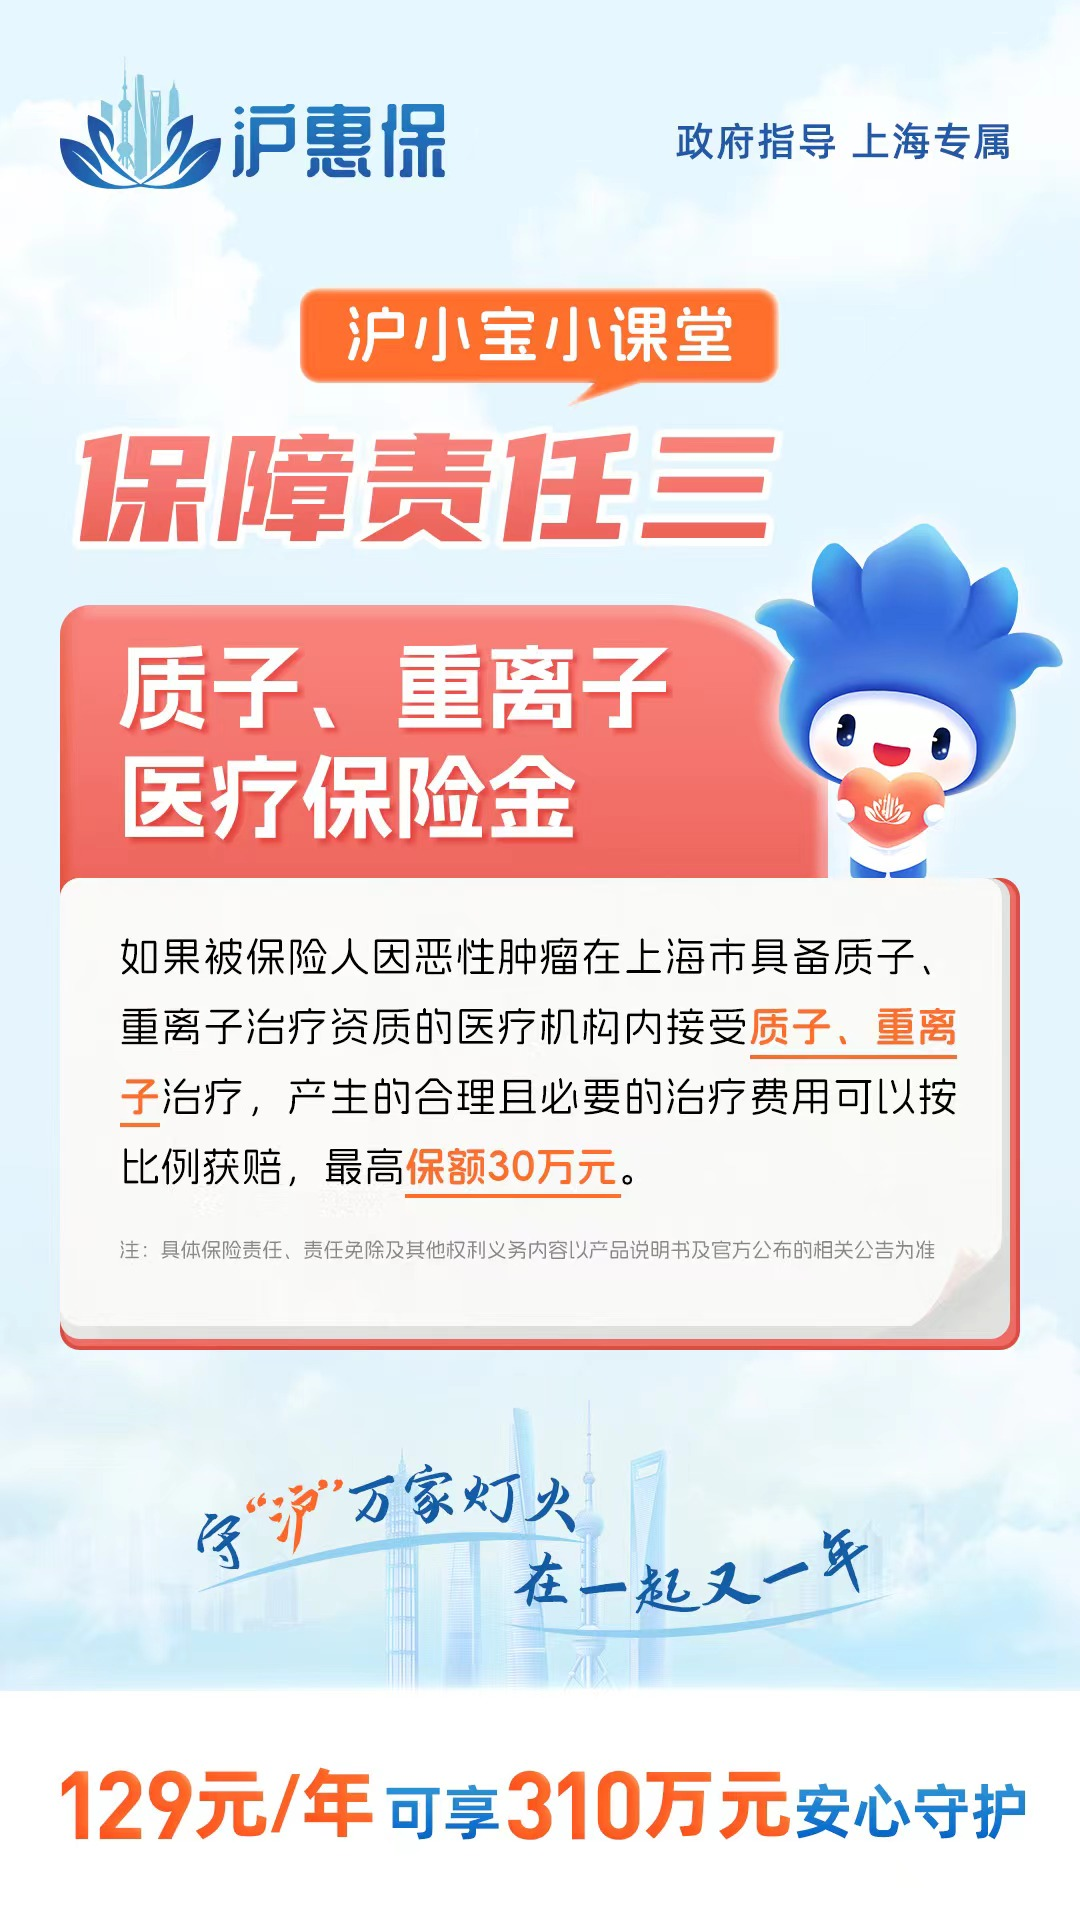 沪惠保
政府指导 上海专属
沪小宝小课堂
保障责任三
质子、重离子
医疗保险金
如果被保险人因恶性肿瘤在上海市具备质子、
重离子治疗资质的医疗机构内接受质子、重离
子治疗，产生的合理且必要的治疗费用可以按
比例获赔，最高保额30万元。
注：具体保险责任、责任免除及其他权利义务内容以产品说明书及官方公布的相关公告为准
守“沪”万家灯火
在一起又一年
129元/年可享310万元安心守护